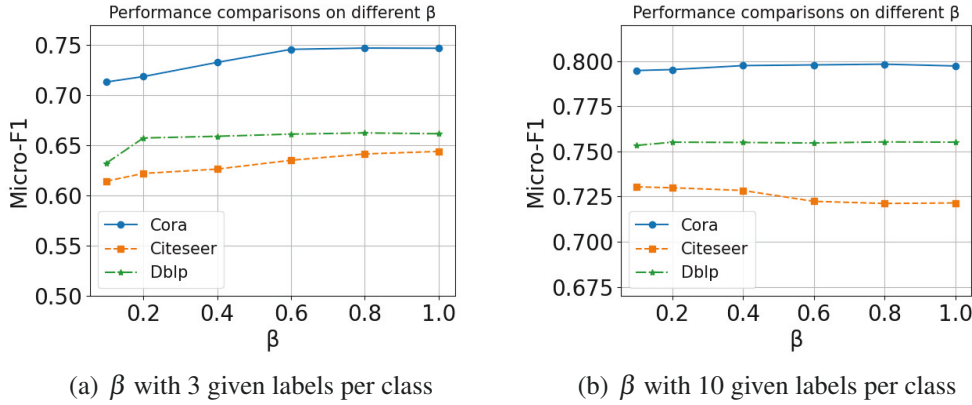 Performance comparisons on different β
0.75
0.70
0.65
0.60
0.55
0.50
Micro-F1
Cora
Citeseer
Dblp
0.2 0.4 0.6 0.8 1.0
β
(a) β with 3 given labels per class
Performance comparisons on different β
0.800
0.775
0.750
0.725
0.700
0.675
Micro-F1
Cora
Citeseer
Dblp
0.2 0.4 0.6 0.8 1.0
β
(b) β with 10 given labels per class